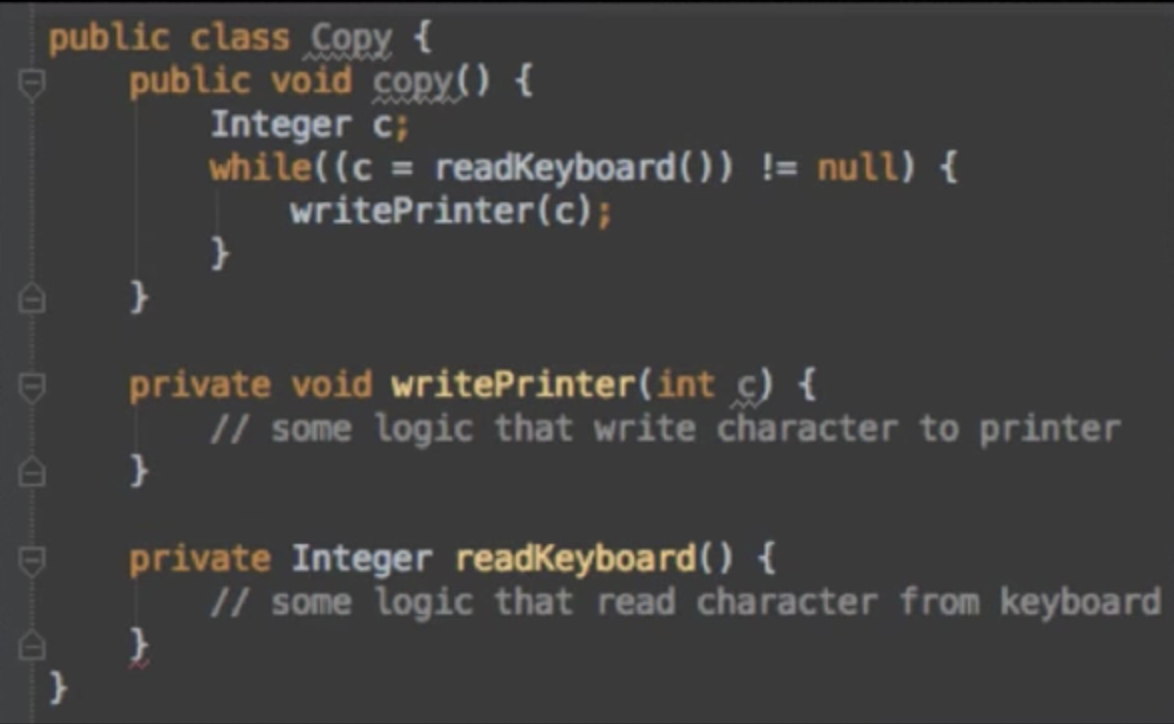 public class Copy {
public void copy() {
Integer c;
while((c = readKeyboard()) != null) {
writePrinter(c);
}
}
private void writePrinter(int c) {
// some logic that write character to printer
}
private Integer readKeyboard() {
// some logic that read character from keyboard
}
}